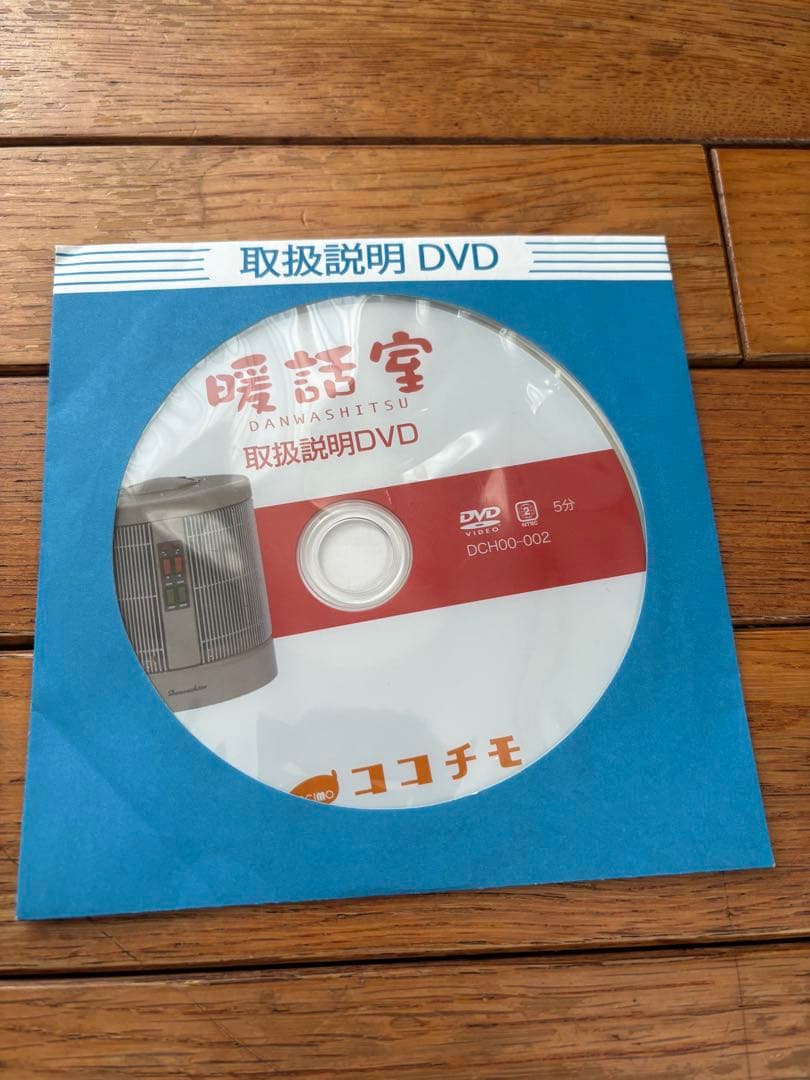 取扱説明 DVD
暖話室
DANWASHITSU
取扱説明DVD
DVD
VIDEO
2
NTSC
5分
DCH00-002
ココチモ